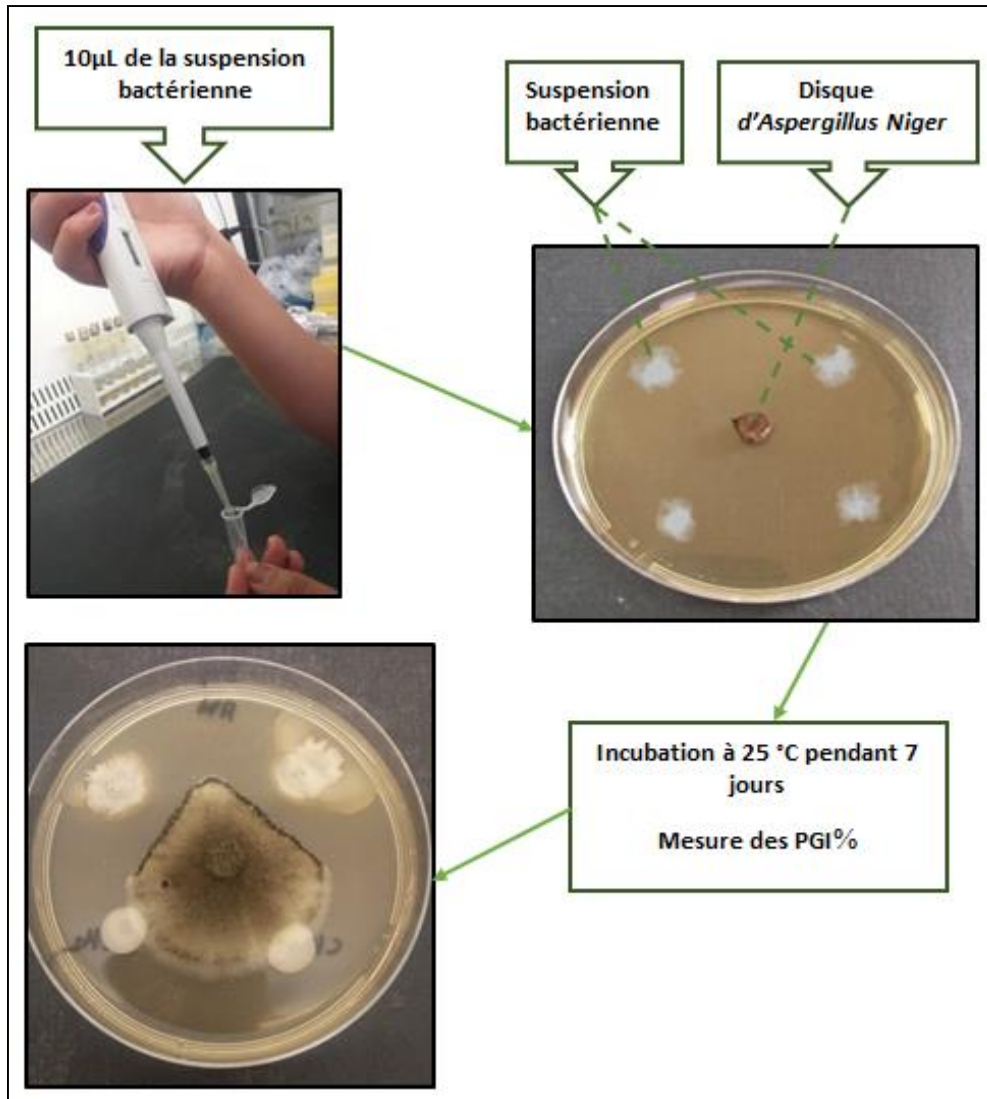 10µL de la suspension
bactérienne
Suspension
bactérienne
Disque
d'Aspergillus Niger
Incubation à 25 °C pendant 7
jours
Mesure des PGI%